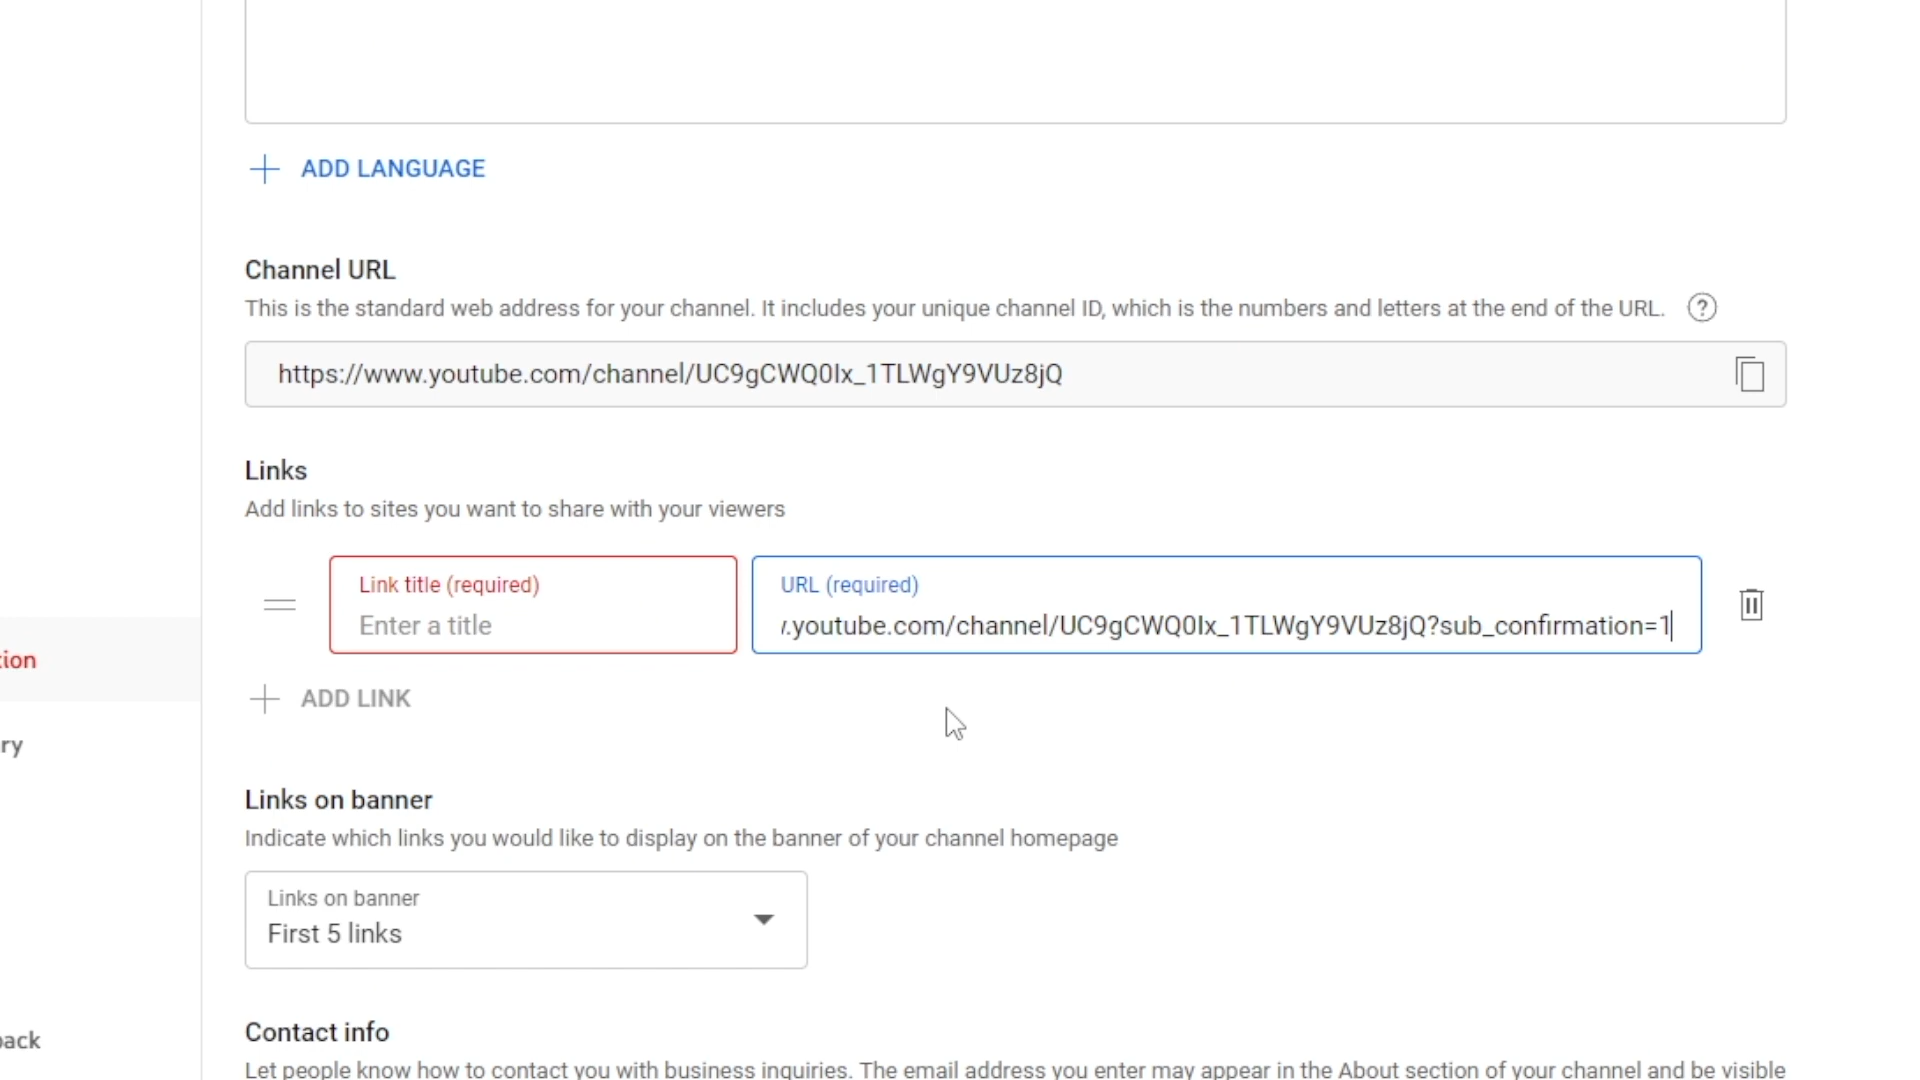 ADD LANGUAGE
Channel URL
This is the standard web address for your channel. It includes your unique channel ID, which is the numbers and letters at the end of the URL.
https://www.youtube.com/channel/UC9gCWQ0Ix_1TLWgY9VUz8jQ
Links
Add links to sites you want to share with your viewers
Link title (required)
Enter a title
URL (required)
.youtube.com/channel/UC9gCWQ0Ix_1TLWgY9VUz8jQ?sub_confirmation=1
ADD LINK
tion
ry
Links on banner
Indicate which links you would like to display on the banner of your channel homepage
Links on banner
First 5 links
back
Contact info
Let people know how to contact you with business inquiries. The email address you enter may appear in the About section of your channel and be visible